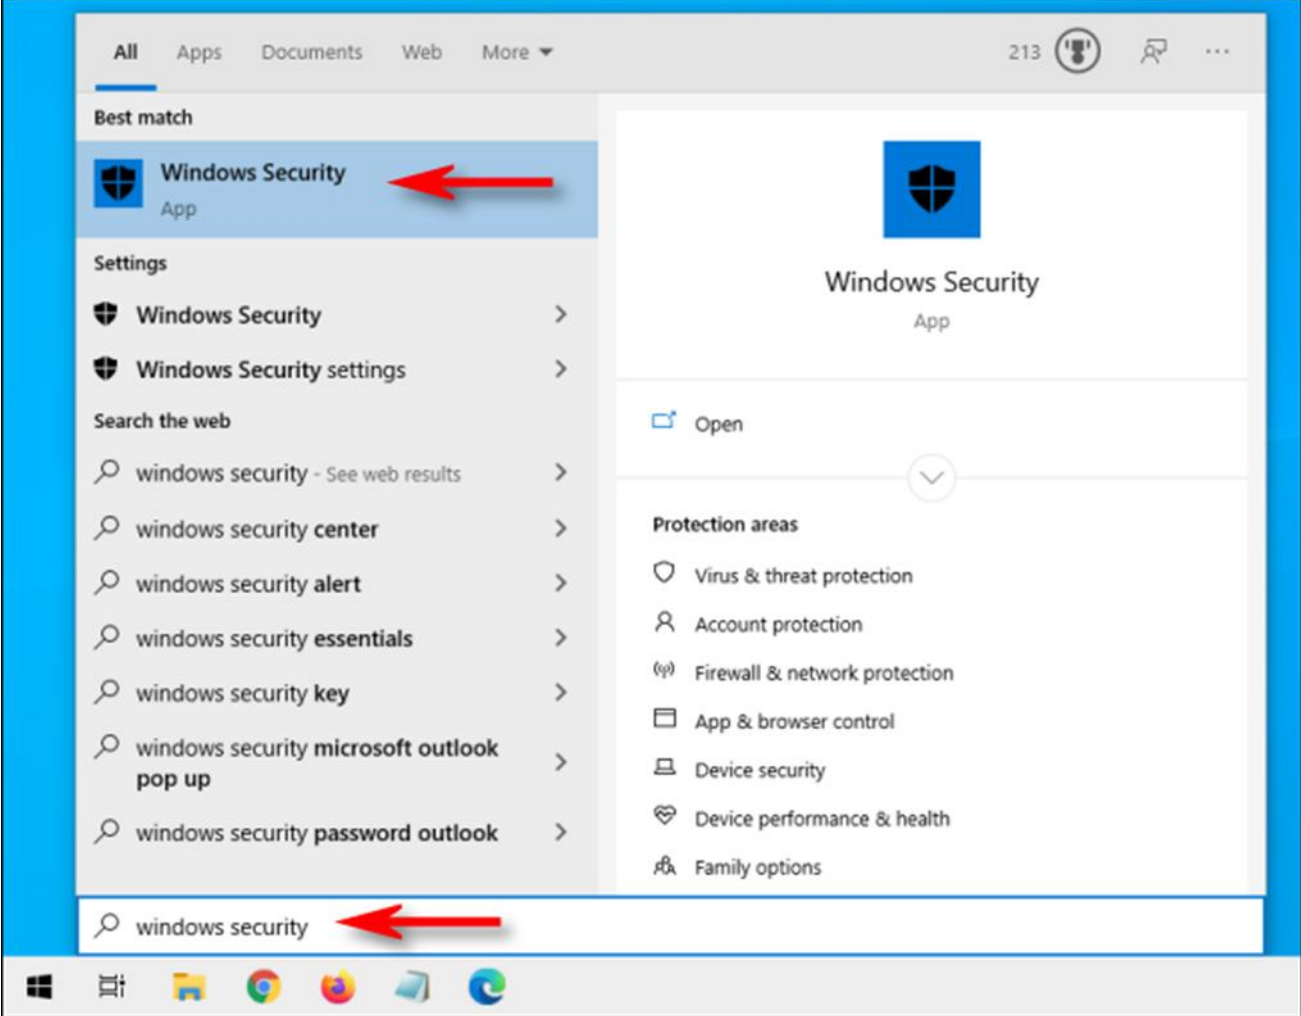 All Apps Documents Web More 213 ...
Best match
Windows Security
App
Settings
Windows Security
Windows Security settings
Search the web
windows security - See web results
windows security center
windows security alert
windows security essentials
windows security key
windows security microsoft outlook
pop up
windows security password outlook
Windows Security
App
Open
Protection areas
Virus & threat protection
Account protection
Firewall & network protection
App & browser control
Device security
Device performance & health
Family options
windows security